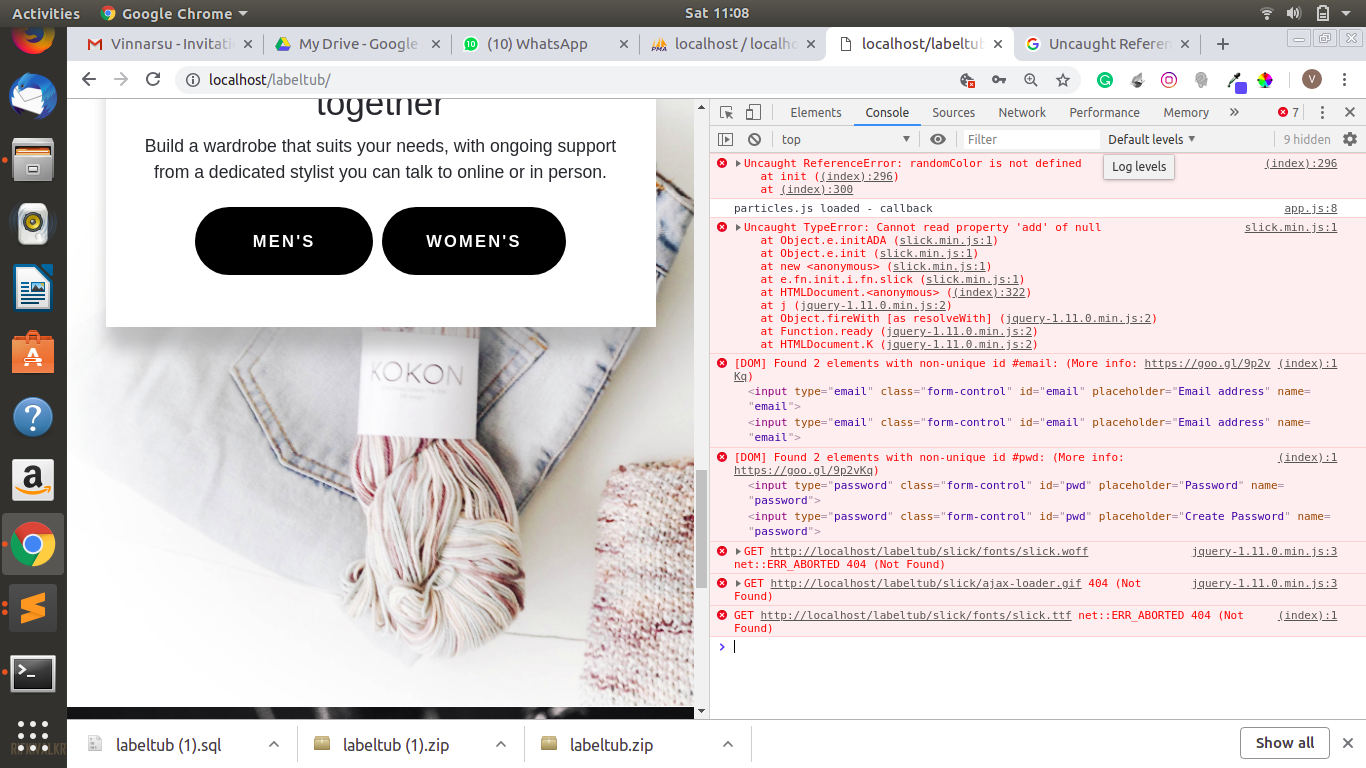 Activities Google Chrome Sat 11:08
Vinnarsu - Invitati
My Drive - Google
(10) WhatsApp
localhost / localho
localhost/labeltub
Uncaught Referen
localhost/labeltub/
V
together
Build a wardrobe that suits your needs, with ongoing support
from a dedicated stylist you can talk to online or in person.
MEN'S WOMEN'S
KOKON
Elements Console Sources Network Performance Memory » 7
top Filter Default levels 9 hidden
Log levels
Uncaught ReferenceError: randomColor is not defined (index):296
at init ((index):296)
at (index):300
particles.js loaded - callback app.js:8
Uncaught TypeError: Cannot read property 'add' of null slick.min.js:1
at Object.e.initADA (slick.min.js:1)
at Object.e.init (slick.min.js:1)
at new <anonymous> (slick.min.js:1)
at e.fn.init.i.fn.slick (slick.min.js:1)
at HTMLDocument.<anonymous> ((index):322)
at j (jquery-1.11.0.min.js:2)
at Object.fireWith [as resolveWith] (jquery-1.11.0.min.js:2)
at Function.ready (jquery-1.11.0.min.js:2)
at HTMLDocument.K (jquery-1.11.0.min.js:2)
[DOM] Found 2 elements with non-unique id #email: (More info: https://goo.gl/9p2v (index):1
Kq)
<input type="email" class="form-control" id="email" placeholder="Email address" name=
"email">
<input type="email" class="form-control" id="email" placeholder="Email address" name=
"email">
[DOM] Found 2 elements with non-unique id #pwd: (More info: (index):1
https://goo.gl/9p2vKq)
<input type="password" class="form-control" id="pwd" placeholder="Password" name=
"password">
<input type="password" class="form-control" id="pwd" placeholder="Create Password" name=
"password">
GET http://localhost/labeltub/slick/fonts/slick.woff jquery-1.11.0.min.js:3
net::ERR_ABORTED 404 (Not Found)
GET http://localhost/labeltub/slick/ajax-loader.gif 404 (Not jquery-1.11.0.min.js:3
Found)
GET http://localhost/labeltub/slick/fonts/slick.ttf net::ERR_ABORTED 404 (Not (index):1
Found)
labeltub (1).sql labeltub (1).zip labeltub.zip Show all